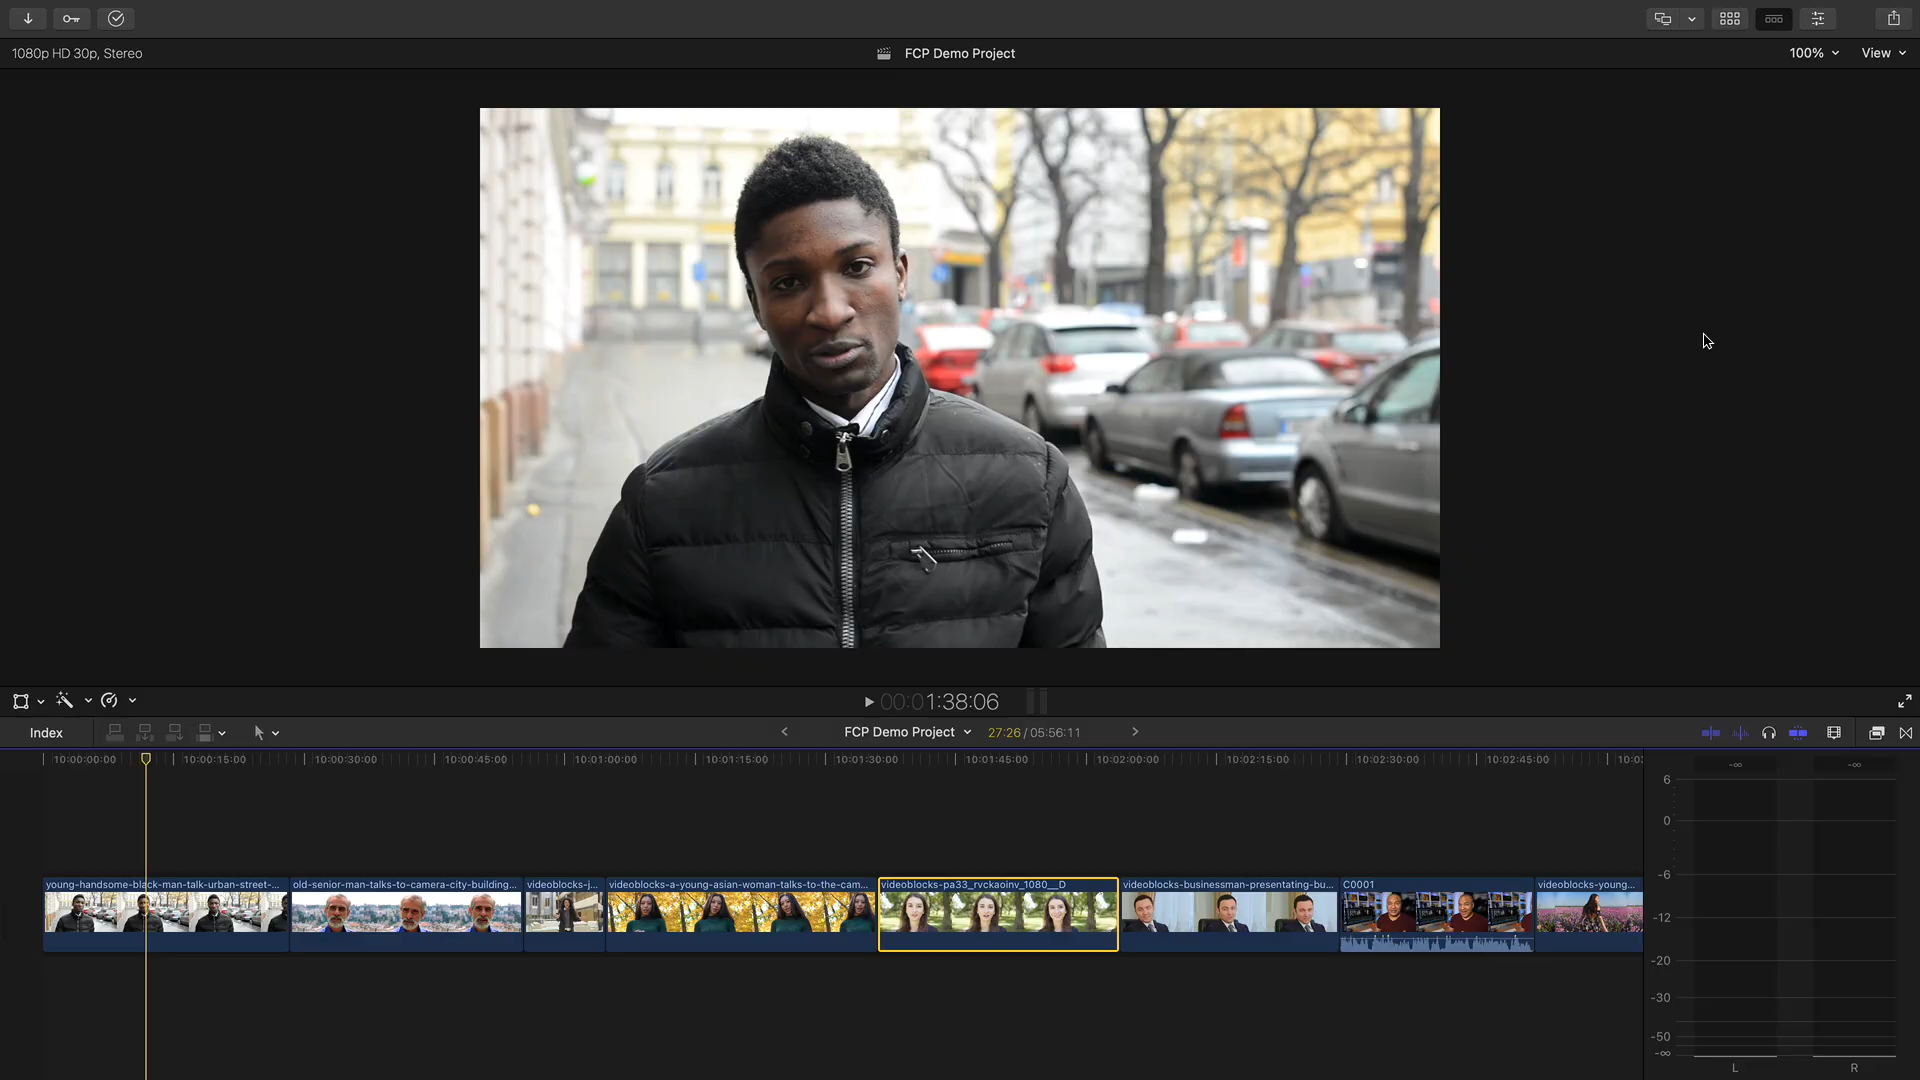 1080p HD 30p, Stereo
FCP Demo Project
100%
View
00:01:38:06
Index
FCP Demo Project
27:26 / 05:56:11
10:00:00:00
10:00:15:00
10:00:30:00
10:00:45:00
10:01:00:00
10:01:15:00
10:01:30:00
10:01:45:00
10:02:00:00
10:02:15:00
10:02:30:00
10:02:45:00
10:03
young-handsome-black-man-talk-urban-street-...
old-senior-man-talks-to-camera-city-building...
videoblocks-j...
videoblocks-a-young-asian-woman-talks-to-the-cam...
videoblocks-pa33_rvckaoinv_1080__D
videoblocks-businessman-presentating-bu...
C0001
videoblocks-young...
-∞
-∞
6
0
-6
-12
-20
-30
-50
-∞
L
R